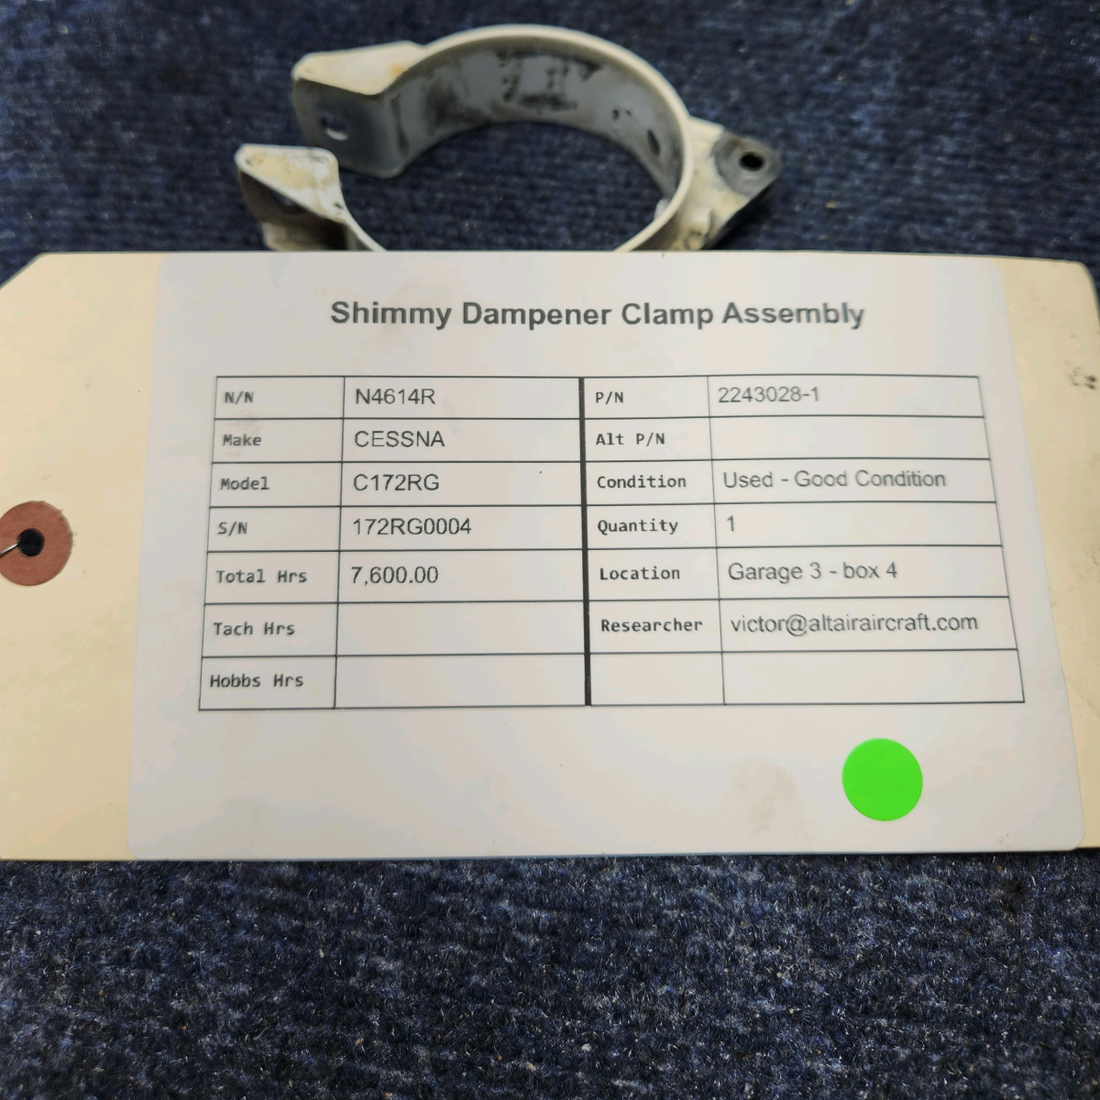 Shimmy Dampener Clamp Assembly
N/N N4614R P/N 2243028-1
Make CESSNA Alt P/N
Model C172RG Condition Used - Good Condition
S/N 172RG0004 Quantity 1
Total Hrs 7,600.00 Location Garage 3 - box 4
Tach Hrs Researcher victor@altairaircraft.com
Hobbs Hrs